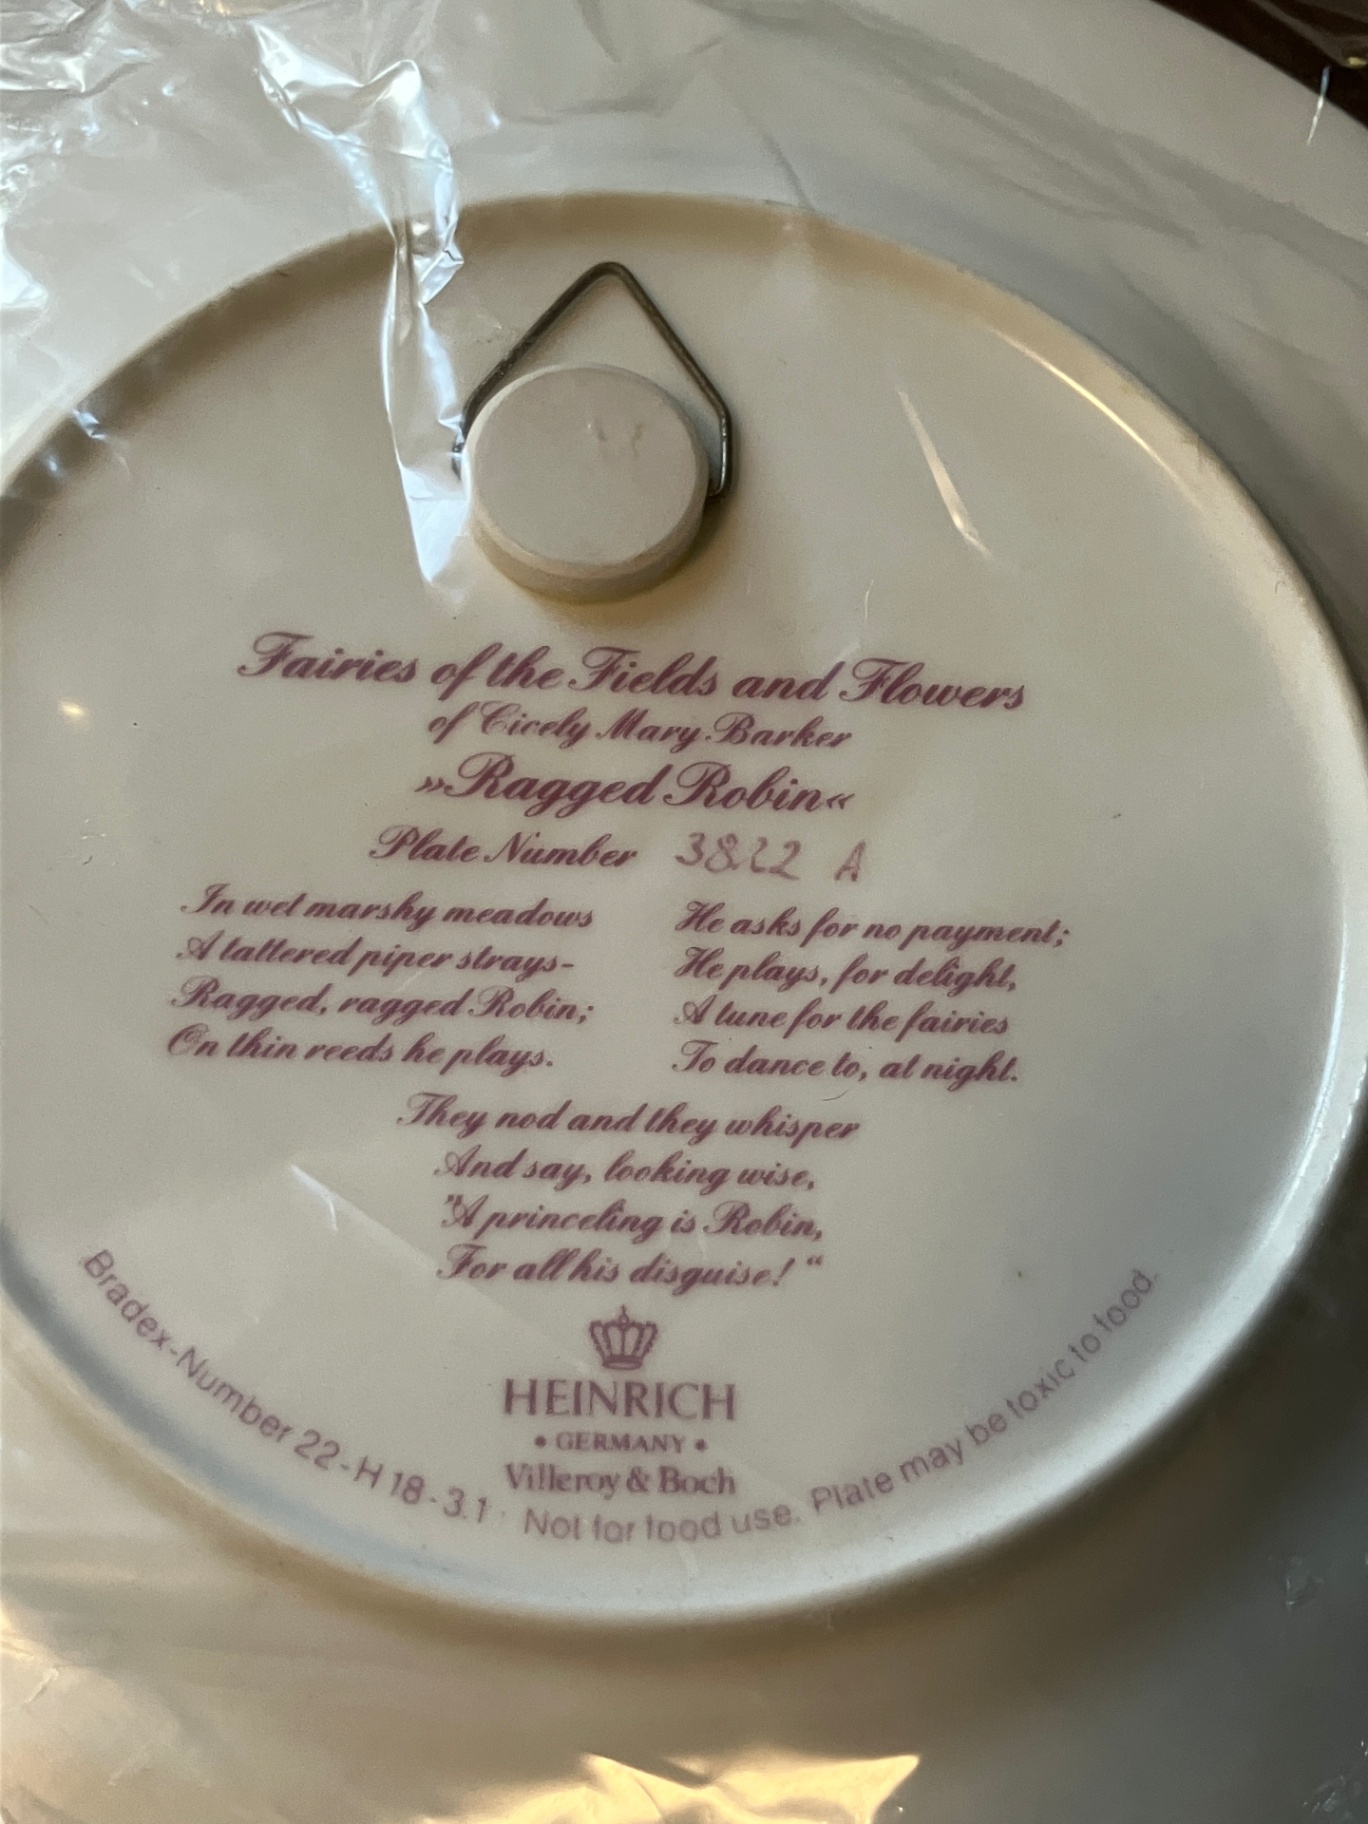 Fairies of the Fields and Flowers
of Cicely Mary Barker
»Ragged Robin«
Plate Number 3822 A
In wet marshy meadows
A tattered piper strays-
Ragged, ragged Robin;
On thin reeds he plays.
He asks for no payment;
He plays, for delight,
A tune for the fairies
To dance to, at night.
They nod and they whisper
And say, looking wise,
"A princeling is Robin,
For all his disguise! “
HEINRICH
• GERMANY •
Villeroy & Boch
Bradex-Number 22-H 18-3.1 · Not for food use. Plate may be toxic to food.